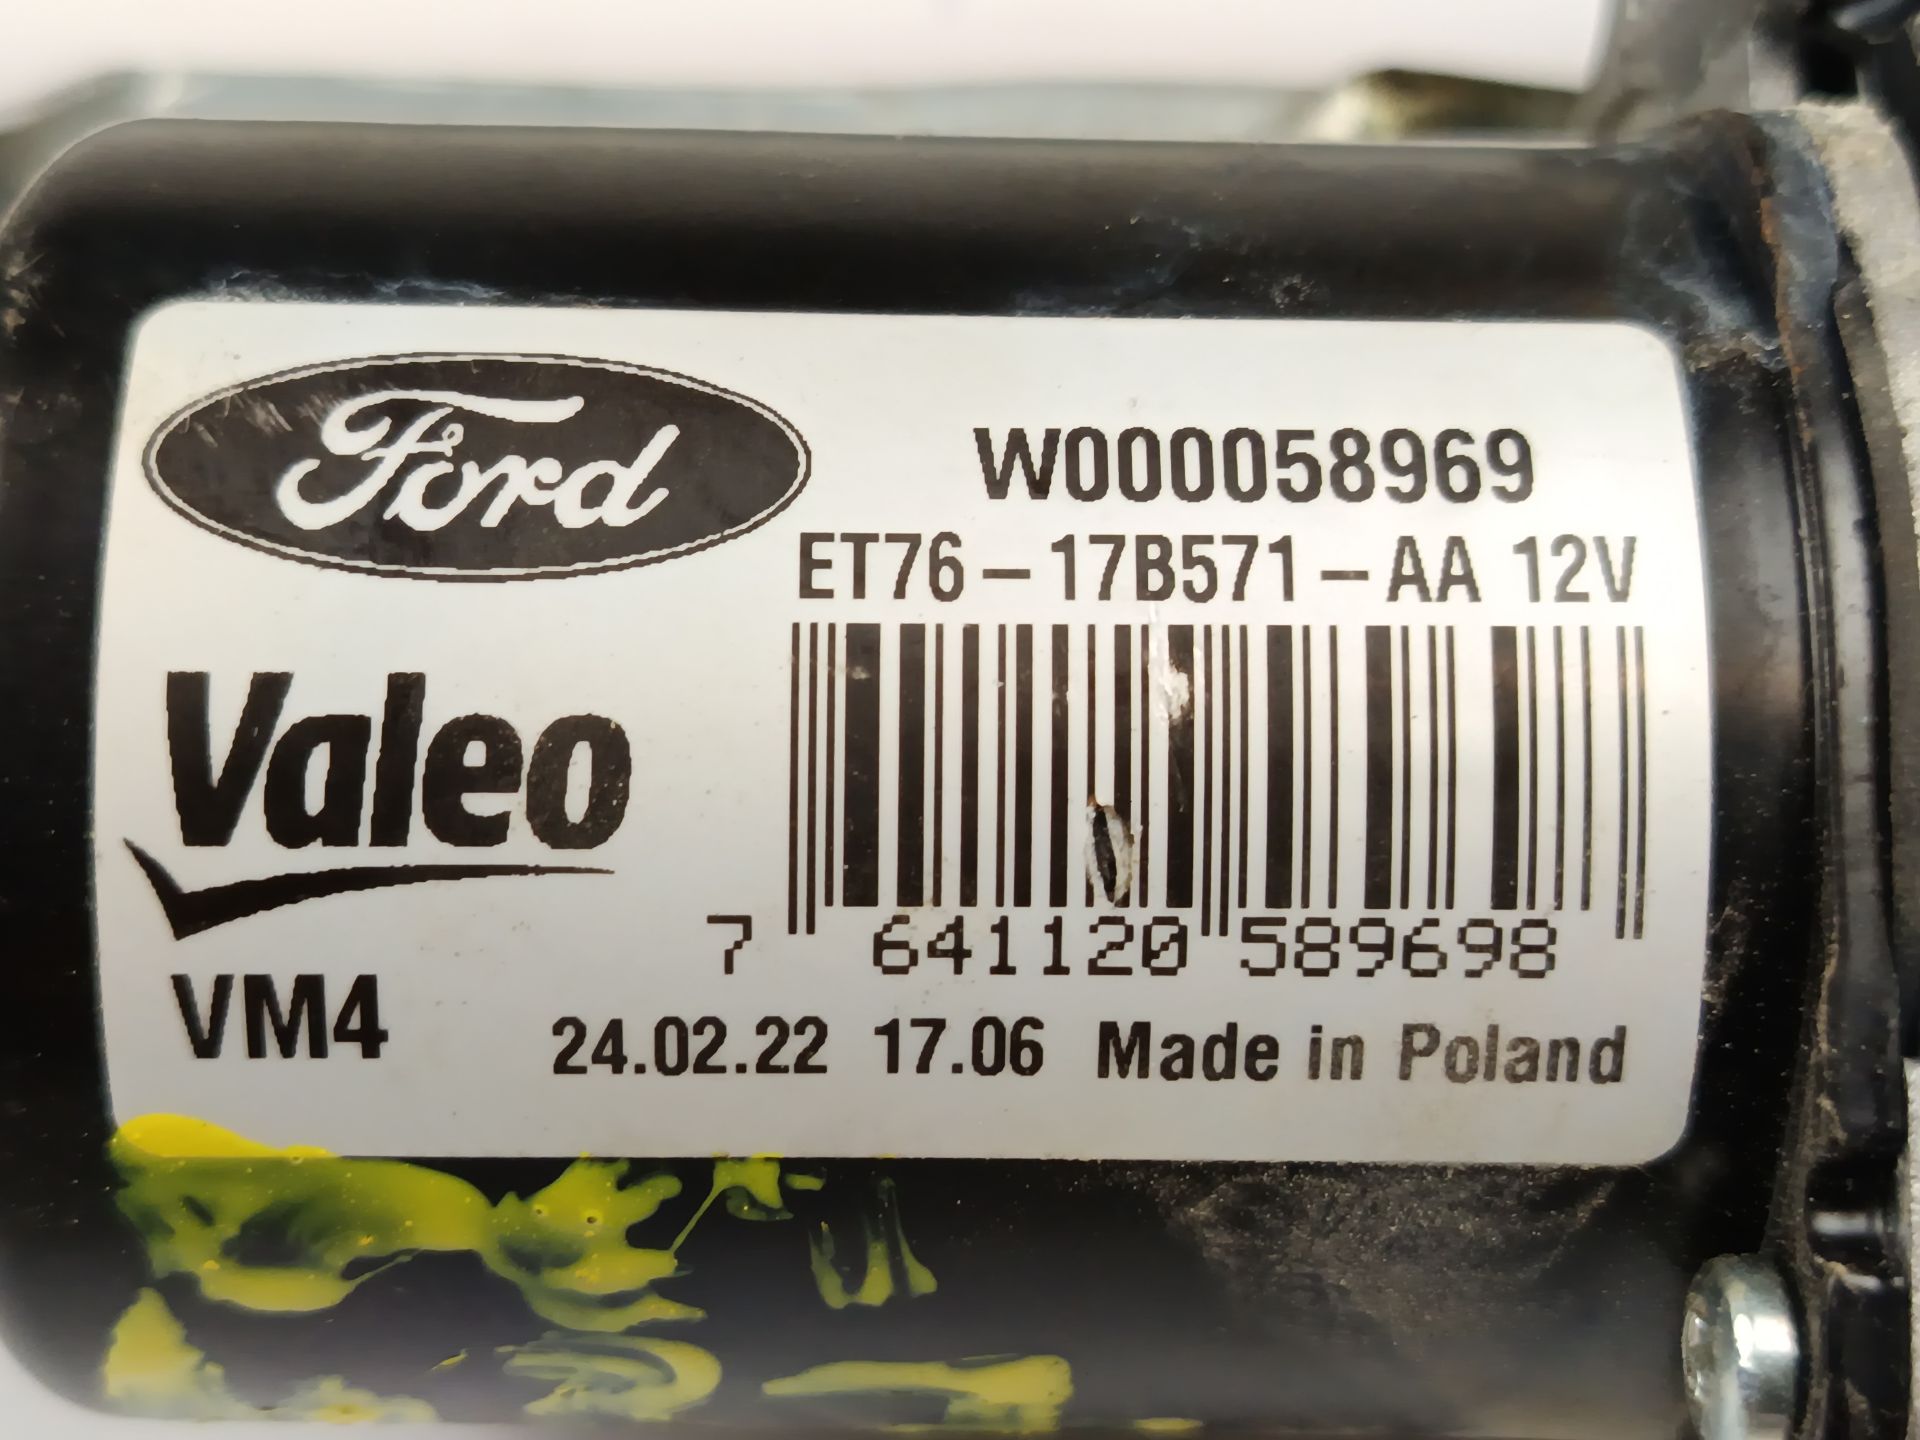 Ford
W000058969
ET76-17B571-AA 12V
Valeo
7 641120 589698
VM4
24.02.22 17.06 Made in Poland